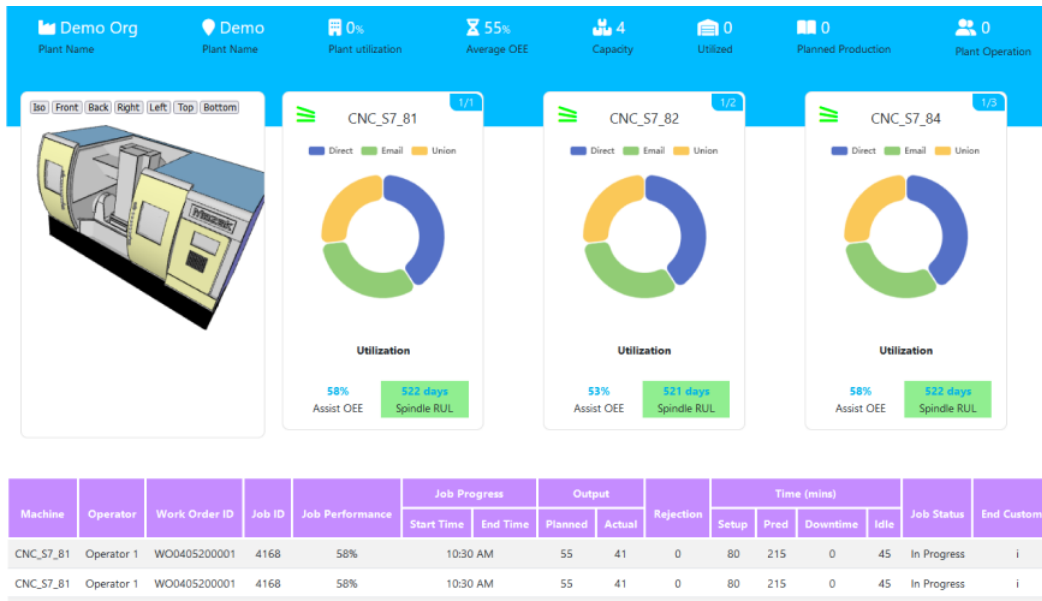 Demo Org Demo 0% 55% 4 0 0 0
Plant Name Plant Name Plant utilization Average OEE Capacity Utilized Planned Production Plant Operation
Iso Front Back Right Left Top Bottom
Mazak
1/1
CNC_S7_81
Direct Email Union
Utilization
58% 522 days
Assist OEE Spindle RUL
1/2
CNC_S7_82
Direct Email Union
Utilization
53% 521 days
Assist OEE Spindle RUL
1/3
CNC_S7_84
Direct Email Union
Utilization
58% 522 days
Assist OEE Spindle RUL
Job Progress Output Time (mins)
Machine Operator Work Order ID Job ID Job Performance Rejection Job Status End Custom
Start Time End Time Planned Actual Setup Pred Downtime Idle
CNC_S7_81 Operator 1 WO0405200001 4168 58% 10:30 AM 55 41 0 80 215 0 45 In Progress i
CNC_S7_81 Operator 1 WO0405200001 4168 58% 10:30 AM 55 41 0 80 215 0 45 In Progress i